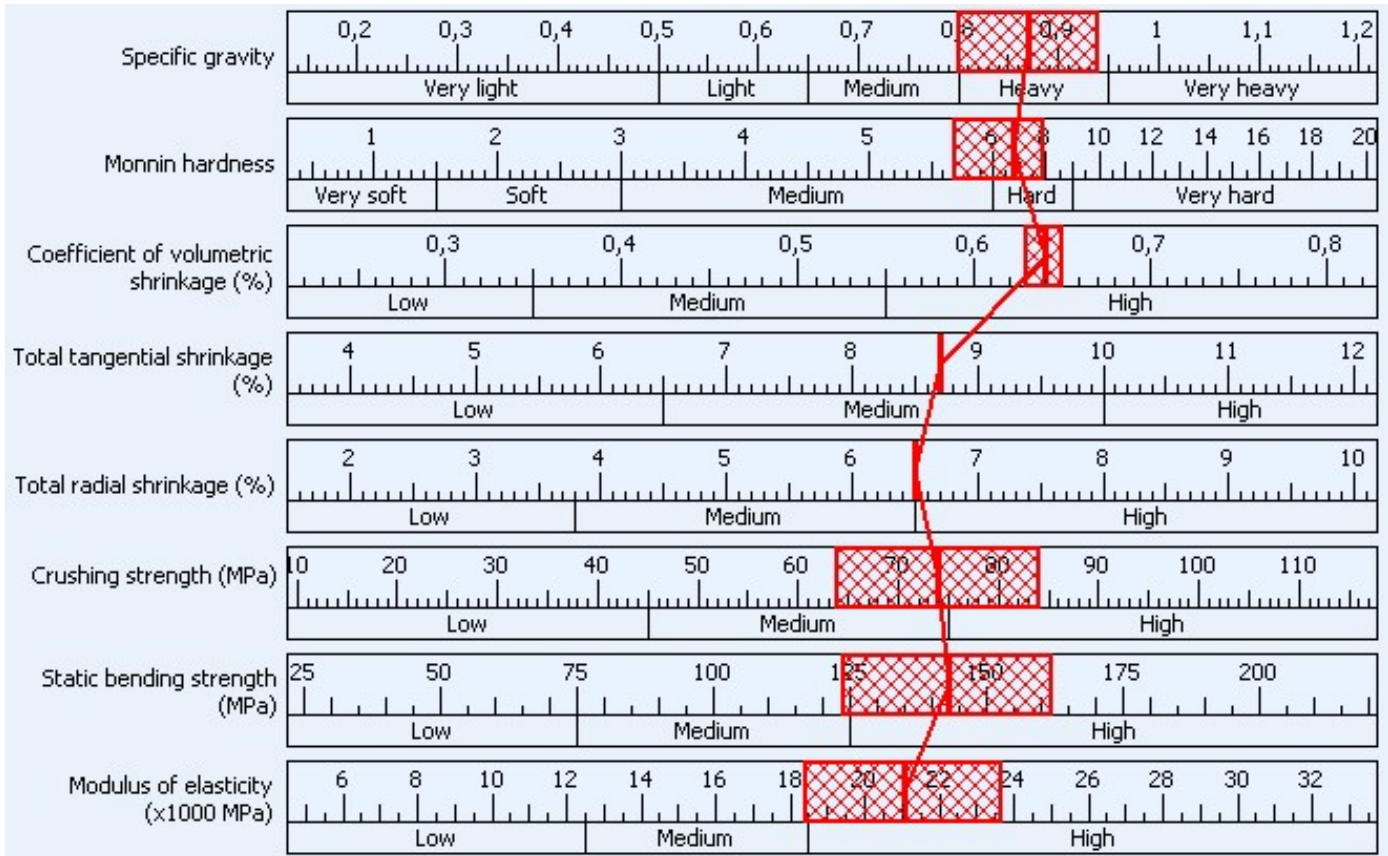 0,2 0,3 0,4 0,5 0,6 0,7 0,8 0,9 1 1,1 1,2
Specific gravity
Very light Light Medium Heavy Very heavy
1 2 3 4 5 6 8 10 12 14 16 18 20
Monnin hardness
Very soft Soft Medium Hard Very hard
0,3 0,4 0,5 0,6 0,7 0,8
Coefficient of volumetric
shrinkage (%)
Low Medium High
4 5 6 7 8 9 10 11 12
Total tangential shrinkage
(%)
Low Medium High
2 3 4 5 6 7 8 9 10
Total radial shrinkage (%)
Low Medium High
10 20 30 40 50 60 70 80 90 100 110
Crushing strength (MPa)
Low Medium High
25 50 75 100 125 150 175 200
Static bending strength
(MPa)
Low Medium High
6 8 10 12 14 16 18 20 22 24 26 28 30 32
Modulus of elasticity
(x1000 MPa)
Low Medium High